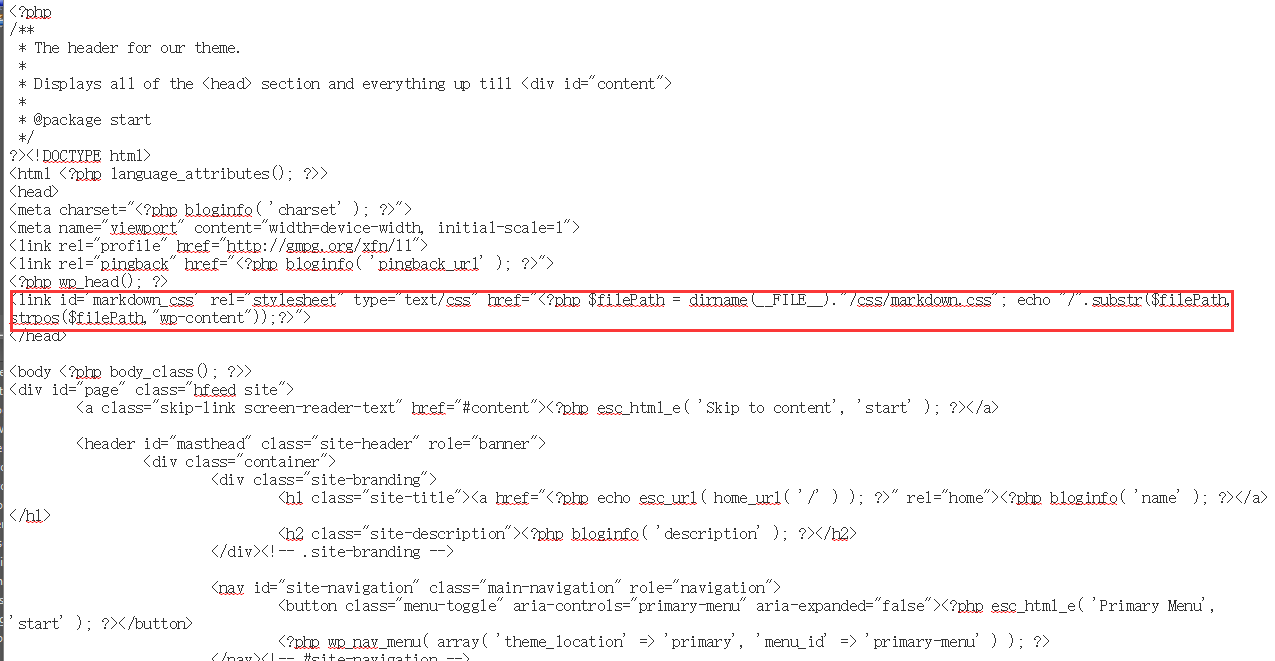 <?php
/**
 * The header for our theme.
 *
 * Displays all of the <head> section and everything up till <div id="content">
 *
 * @package start
 */
?><!DOCTYPE html>
<html <?php language_attributes(); ?>>
<head>
<meta charset="<?php bloginfo( 'charset' ); ?>">
<meta name="viewport" content="width=device-width, initial-scale=1">
<link rel="profile" href="http://gmpg.org/xfn/11">
<link rel="pingback" href="<?php bloginfo( 'pingback_url' ); ?>">
<?php wp_head(); ?>
<link id='markdown_css' rel="stylesheet" type="text/css" href="<?php $filePath = dirname(__FILE__)."/css/markdown.css"; echo "/".substr($filePath,
strpos($filePath,"wp-content"));?>">
</head>
<body <?php body_class(); ?>>
<div id="page" class="hfeed site">
<a class="skip-link screen-reader-text" href="#content"><?php esc_html_e( 'Skip to content', 'start' ); ?></a>
<header id="masthead" class="site-header" role="banner">
<div class="container">
<div class="site-branding">
<h1 class="site-title"><a href="<?php echo esc_url( home_url( '/' ) ); ?>" rel="home"><?php bloginfo( 'name' ); ?></a>
</h1>
<h2 class="site-description"><?php bloginfo( 'description' ); ?></h2>
</div><!-- .site-branding -->
<nav id="site-navigation" class="main-navigation" role="navigation">
<button class="menu-toggle" aria-controls="primary-menu" aria-expanded="false"><?php esc_html_e( 'Primary Menu',
'start' ); ?></button>
<?php wp_nav_menu( array( 'theme_location' => 'primary', 'menu_id' => 'primary-menu' ) ); ?>
</nav><!-- #site-navigation -->